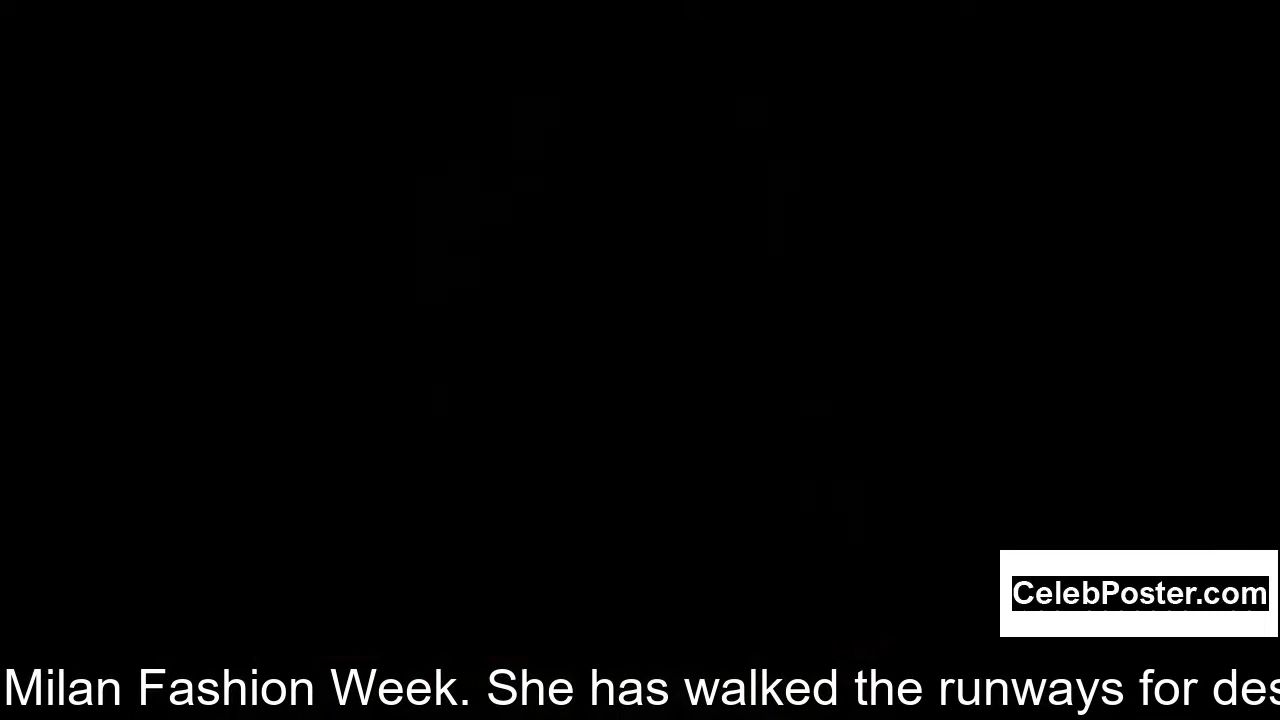 CelebPoster.com
Milan Fashion Week. She has walked the runways for des